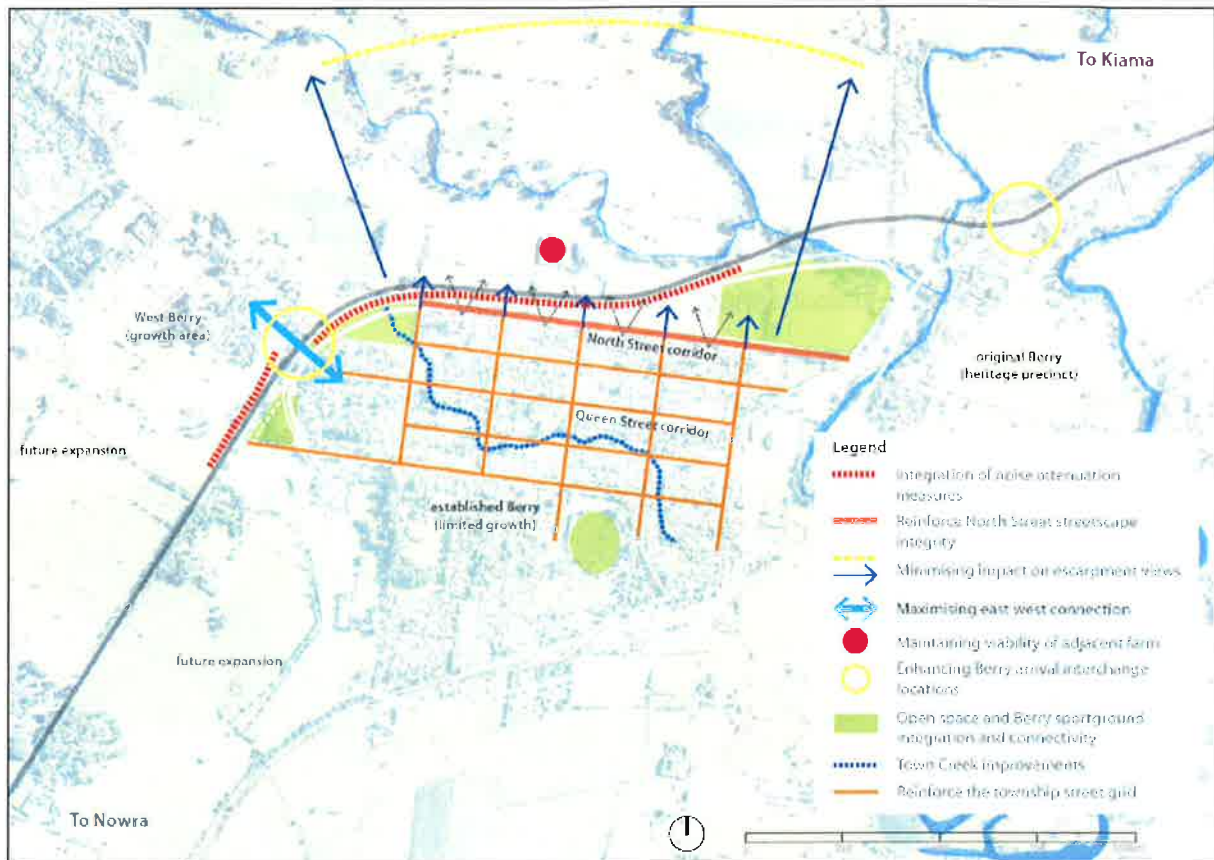 To Kiama
West Berry
(growth area)
North Street corridor
original Berry
(heritage precinct)
Queen Street corridor
future expansion
established Berry
(limited growth)
future expansion
To Nowra
Legend
Integration of noise attenuation
measures
Reinforce North Street streetscape
integrity
Minimising impact on escarpment views
Maximising east west connection
Maintaining viability of adjacent farm
Enhancing Berry arrival interchange
locations
Open space and Berry sportground
integration and connectivity
Town Creek improvements
Reinforce the township street grid